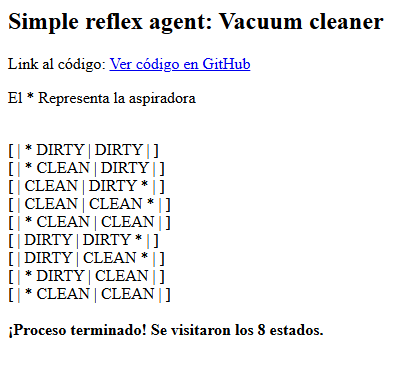 Simple reflex agent: Vacuum cleaner
Link al código: Ver código en GitHub
El * Representa la aspiradora
[ | * DIRTY | DIRTY | ]
[ | * CLEAN | DIRTY | ]
[ | CLEAN | DIRTY * | ]
[ | CLEAN | CLEAN * | ]
[ | * CLEAN | CLEAN | ]
[ | DIRTY | DIRTY * | ]
[ | DIRTY | CLEAN * | ]
[ | * DIRTY | CLEAN | ]
[ | * CLEAN | CLEAN | ]
¡Proceso terminado! Se visitaron los 8 estados.